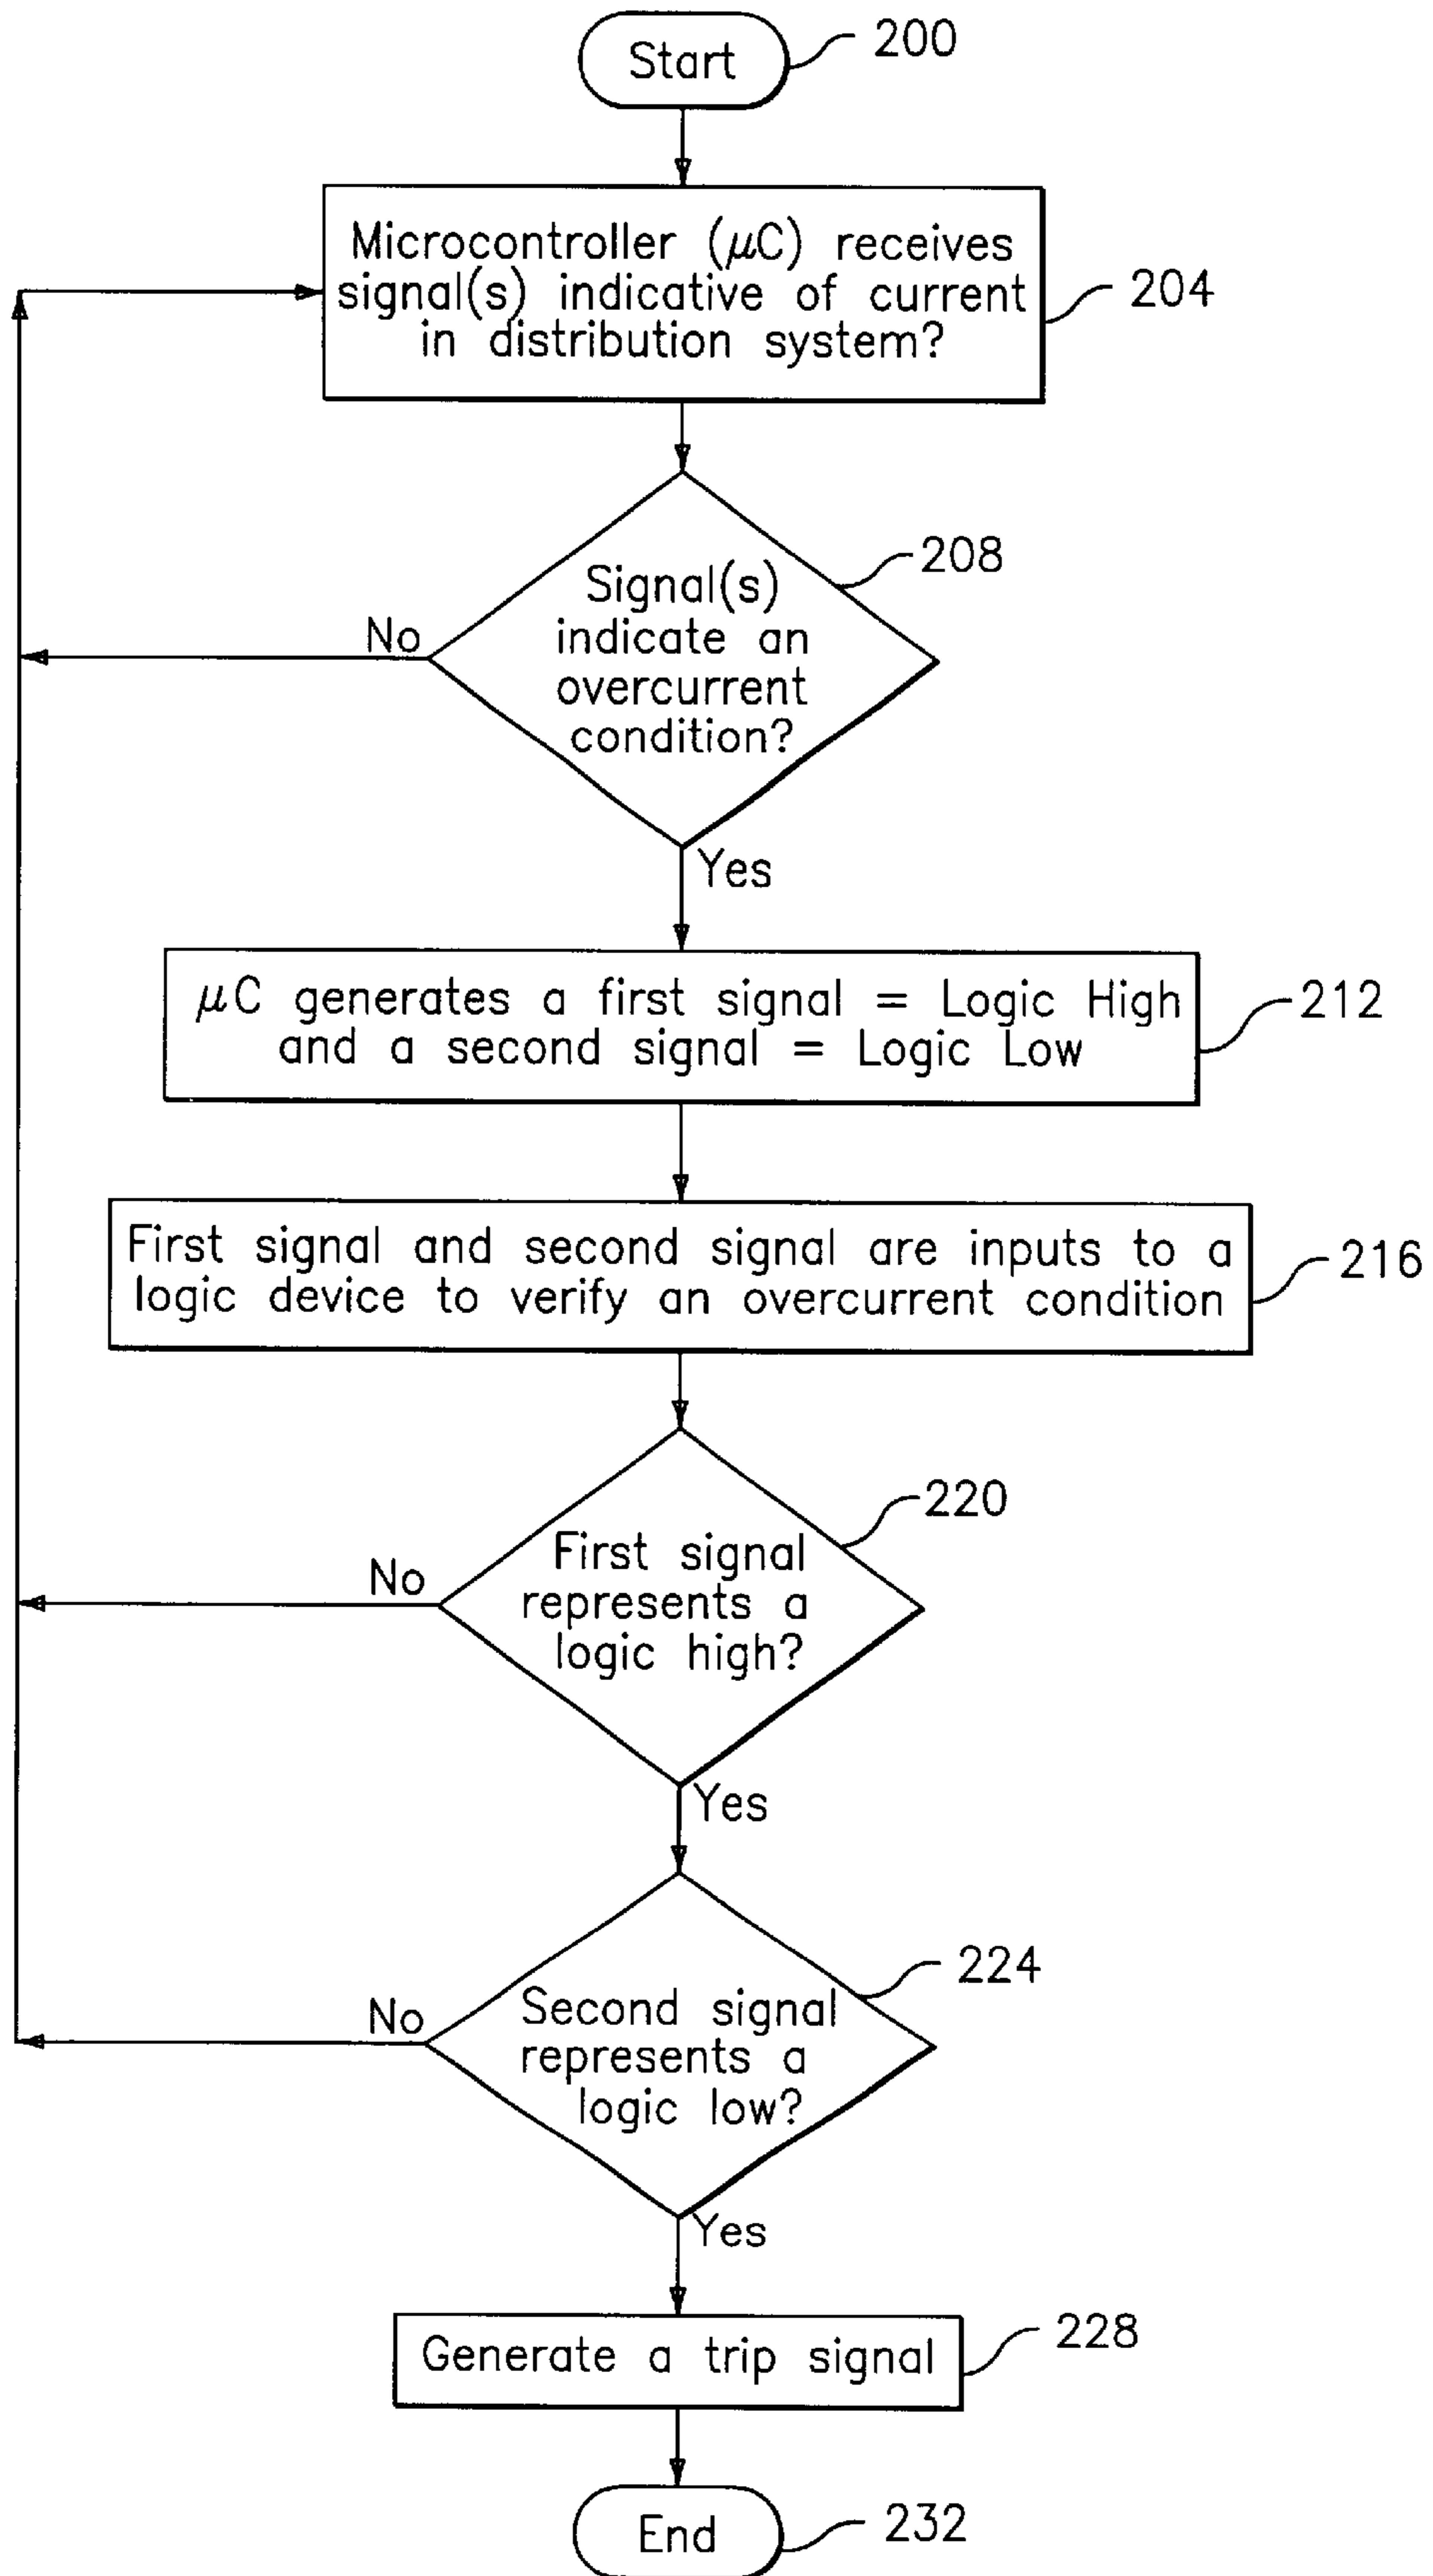 Start
200
Microcontroller (μC) receives
signal(s) indicative of current
in distribution system?
204
Signal(s)
indicate an
overcurrent
condition?
208
No
Yes
μC generates a first signal = Logic High
and a second signal = Logic Low
212
First signal and second signal are inputs to a
logic device to verify an overcurrent condition
216
First signal
represents a
logic high?
220
No
Yes
Second signal
represents a
logic low?
224
No
Yes
Generate a trip signal
228
End
232